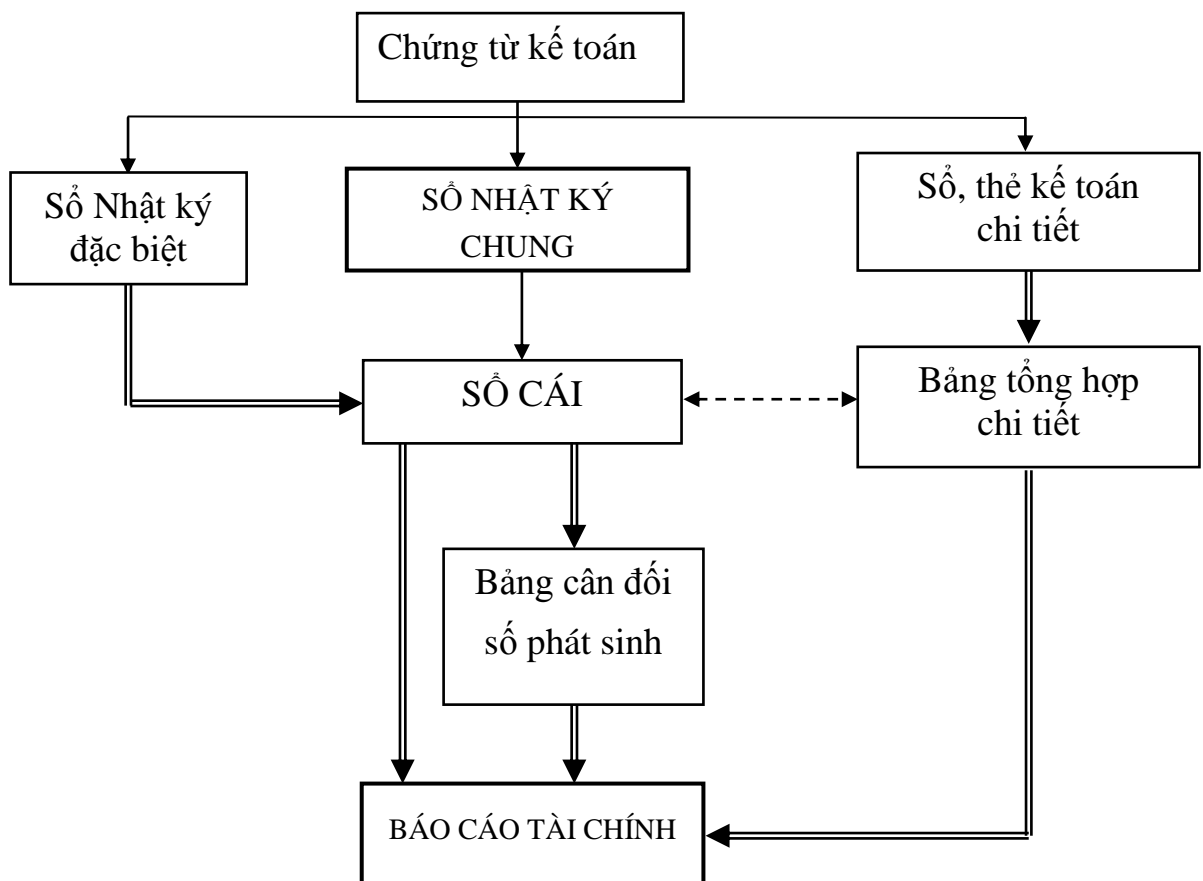 Chứng từ kế toán
Sổ Nhật ký
đặc biệt
SỔ NHẬT KÝ
CHUNG
Sổ, thẻ kế toán
chi tiết
SỔ CÁI
Bảng tổng hợp
chi tiết
Bảng cân đối
số phát sinh
BÁO CÁO TÀI CHÍNH